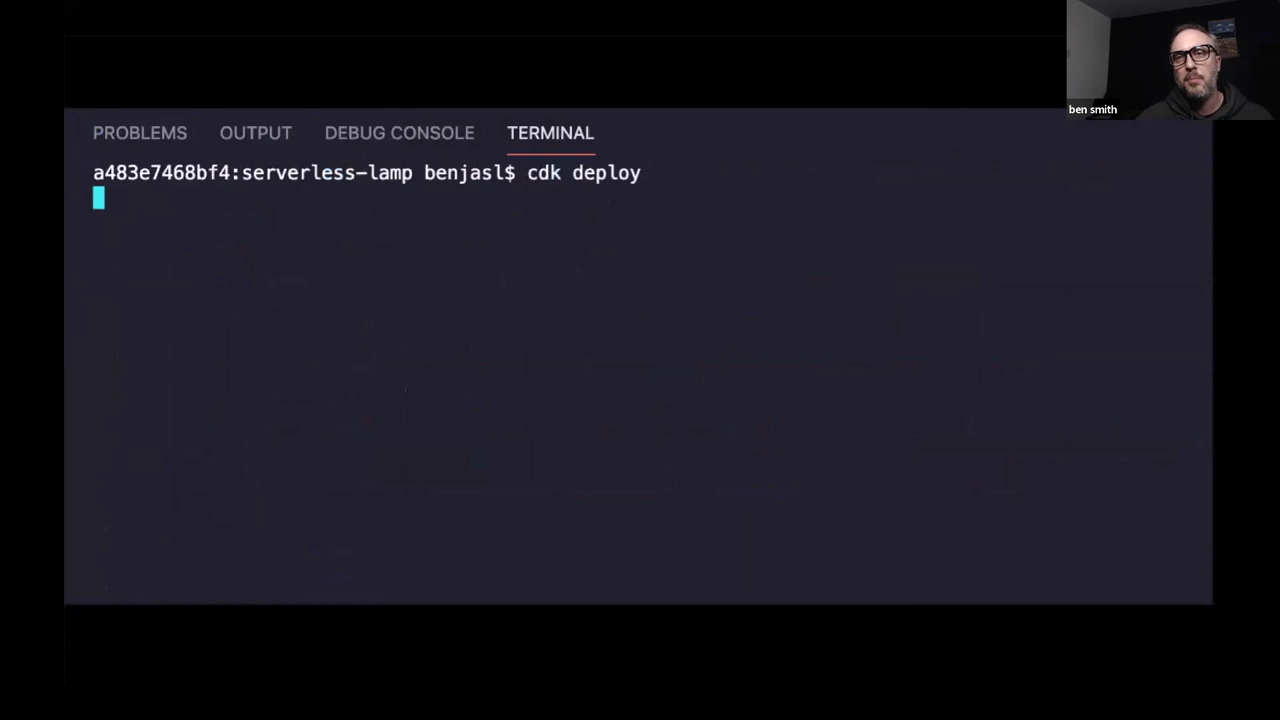 ben smith
PROBLEMS OUTPUT DEBUG CONSOLE TERMINAL
a483e7468bf4:serverless-lamp benjasl$ cdk deploy